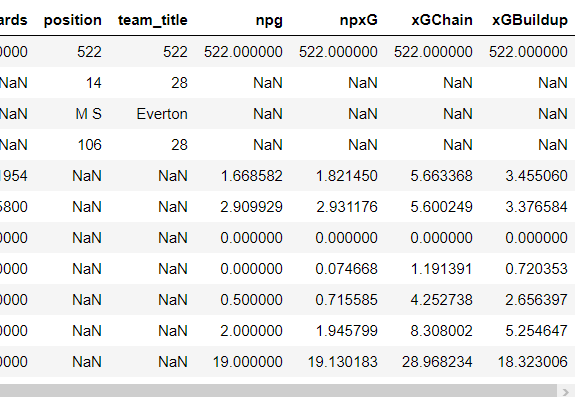 ards position team_title npg npxG xGChain xGBuildup
0000 522 522 522.000000 522.000000 522.000000 522.000000
NaN 14 28 NaN NaN NaN NaN
NaN M S Everton NaN NaN NaN NaN
NaN 106 28 NaN NaN NaN NaN
1954 NaN NaN 1.668582 1.821450 5.663368 3.455060
5800 NaN NaN 2.909929 2.931176 5.600249 3.376584
0000 NaN NaN 0.000000 0.000000 0.000000 0.000000
0000 NaN NaN 0.000000 0.074668 1.191391 0.720353
0000 NaN NaN 0.500000 0.715585 4.252738 2.656397
0000 NaN NaN 2.000000 1.945799 8.308002 5.254647
0000 NaN NaN 19.000000 19.130183 28.968234 18.323006